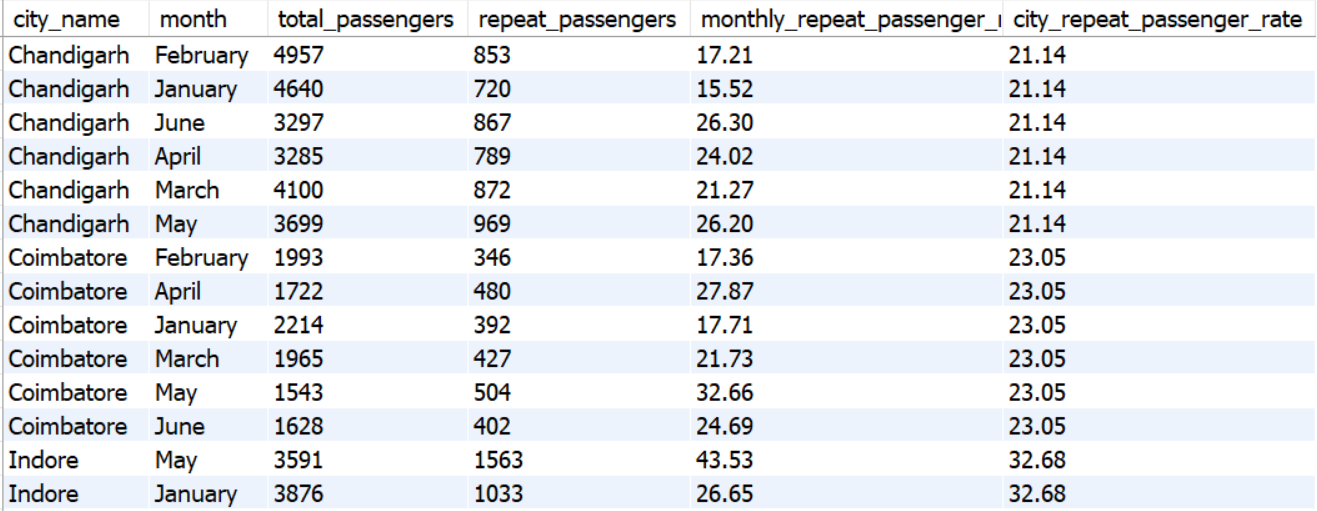 city_name month total_passengers repeat_passengers monthly_repeat_passenger_ city_repeat_passenger_rate
Chandigarh February 4957 853 17.21 21.14
Chandigarh January 4640 720 15.52 21.14
Chandigarh June 3297 867 26.30 21.14
Chandigarh April 3285 789 24.02 21.14
Chandigarh March 4100 872 21.27 21.14
Chandigarh May 3699 969 26.20 21.14
Coimbatore February 1993 346 17.36 23.05
Coimbatore April 1722 480 27.87 23.05
Coimbatore January 2214 392 17.71 23.05
Coimbatore March 1965 427 21.73 23.05
Coimbatore May 1543 504 32.66 23.05
Coimbatore June 1628 402 24.69 23.05
Indore May 3591 1563 43.53 32.68
Indore January 3876 1033 26.65 32.68